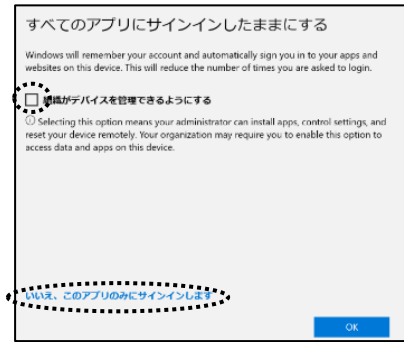 すべてのアプリにサインインしたままにする
Windows will remember your account and automatically sign you in to your apps and
websites on this device. This will reduce the number of times you are asked to login.
組織がデバイスを管理できるようにする
Selecting this option means your administrator can install apps, control settings, and
reset your device remotely. Your organization may require you to enable this option to
access data and apps on this device.
いいえ、このアプリのみにサインインします
OK